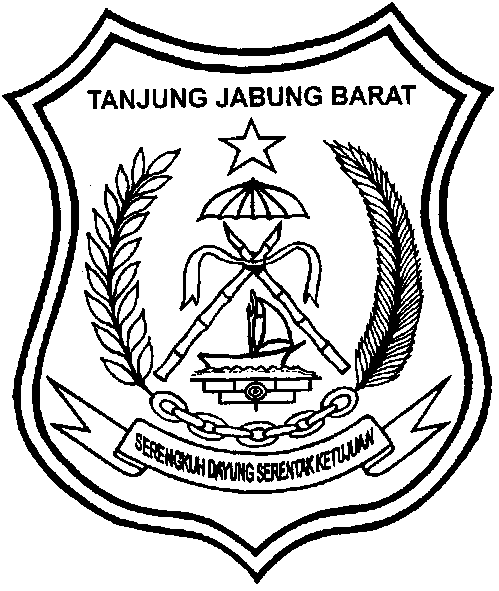 TANJUNG JABUNG BARAT
SERENGKUH DAYUNG SERENTAK KETUJUAN